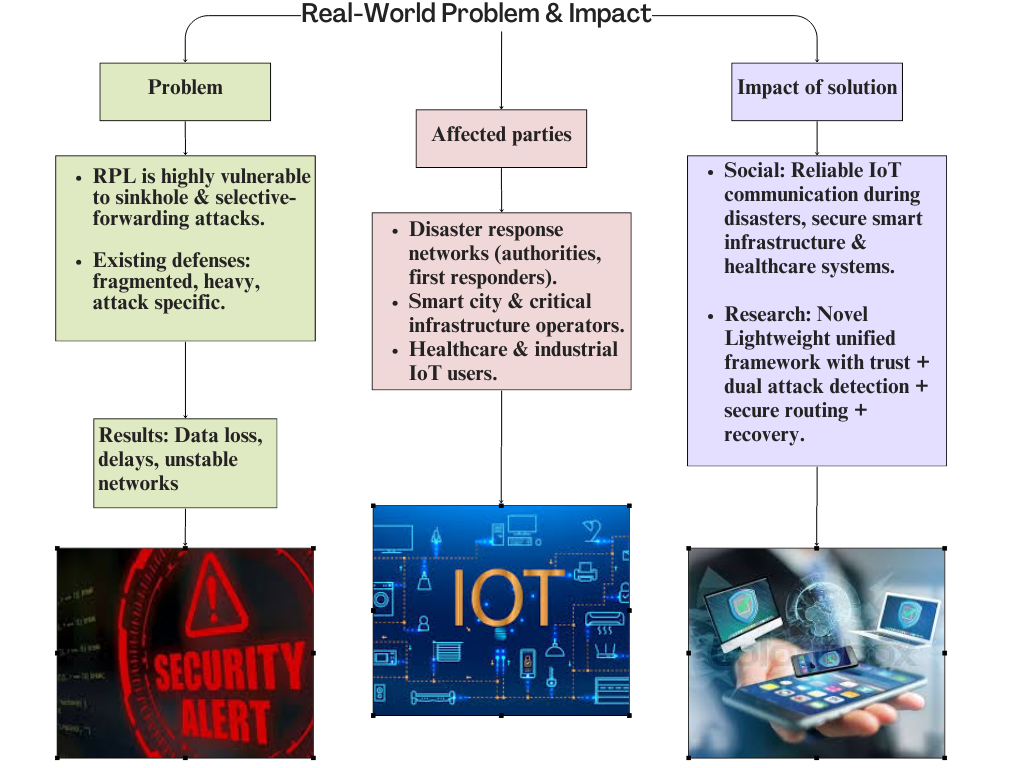 Real-World Problem & Impact
Problem
RPL is highly vulnerable
to sinkhole & selective-
forwarding attacks.
Existing defenses:
fragmented, heavy,
attack specific.
Results: Data loss,
delays, unstable
networks
SECURITY
ALERT
Affected parties
Disaster response
networks (authorities,
first responders).
Smart city & critical
infrastructure operators.
Healthcare & industrial
IoT users.
IOT
Impact of solution
Social: Reliable IoT
communication during
disasters, secure smart
infrastructure &
healthcare systems.
Research: Novel
Lightweight unified
framework with trust +
dual attack detection +
secure routing +
recovery.